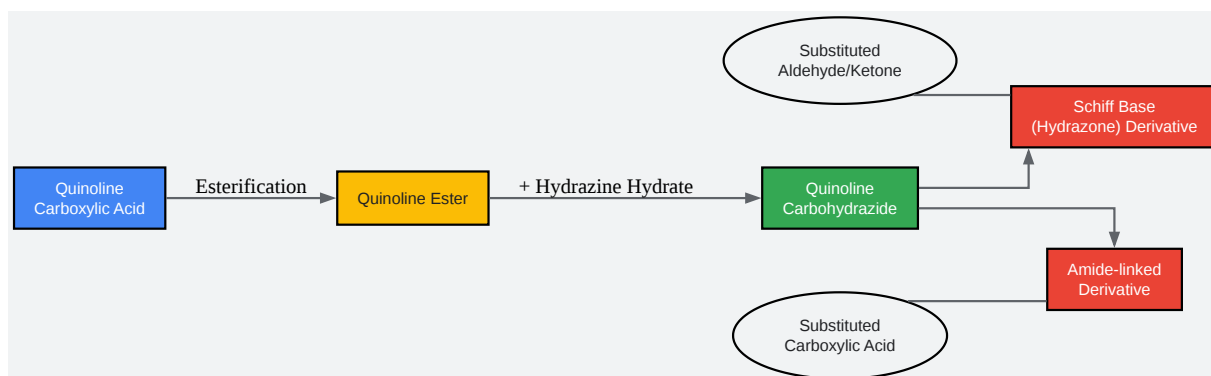 Substituted
Aldehyde/Ketone
Schiff Base
(Hydrazone) Derivative
Quinoline
Carboxylic Acid
Esterification
Quinoline Ester
+ Hydrazine Hydrate
Quinoline
Carbohydrazide
Amide-linked
Derivative
Substituted
Carboxylic Acid